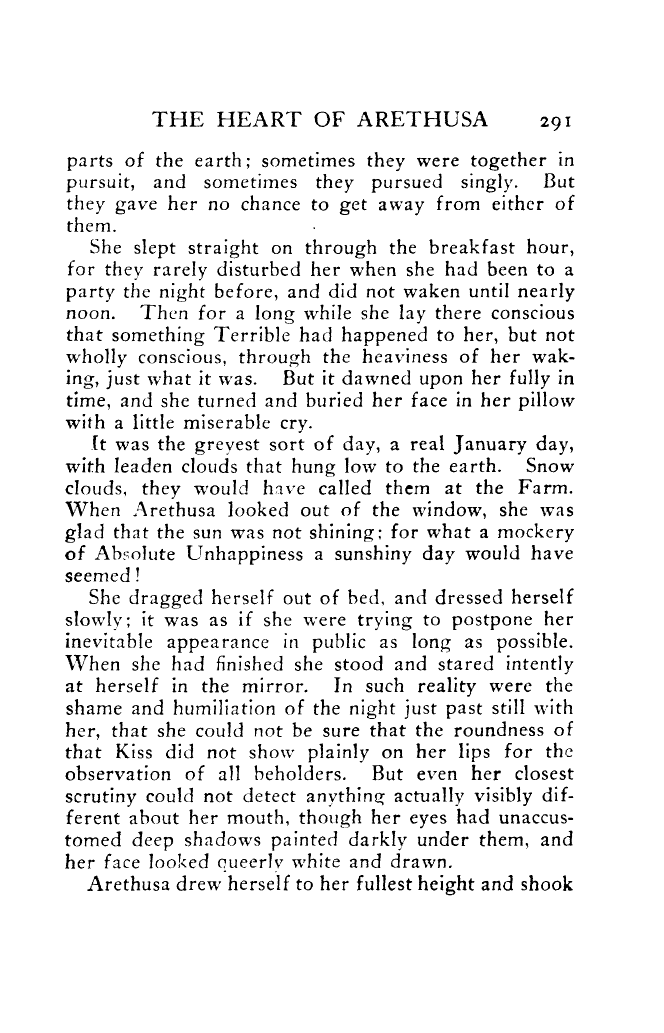 THE HEART OF ARETHUSA 291
parts of the earth; sometimes they were together in
pursuit, and sometimes they pursued singly. But
they gave her no chance to get away from either of
them.
She slept straight on through the breakfast hour,
for they rarely disturbed her when she had been to a
party the night before, and did not waken until nearly
noon. Then for a long while she lay there conscious
that something Terrible had happened to her, but not
wholly conscious, through the heaviness of her wak-
ing, just what it was. But it dawned upon her fully in
time, and she turned and buried her face in her pillow
with a little miserable cry.
It was the greyest sort of day, a real January day,
with leaden clouds that hung low to the earth. Snow
clouds, they would have called them at the Farm.
When Arethusa looked out of the window, she was
glad that the sun was not shining; for what a mockery
of Absolute Unhappiness a sunshiny day would have
seemed!
She dragged herself out of bed, and dressed herself
slowly; it was as if she were trying to postpone her
inevitable appearance in public as long as possible.
When she had finished she stood and stared intently
at herself in the mirror. In such reality were the
shame and humiliation of the night just past still with
her, that she could not be sure that the roundness of
that Kiss did not show plainly on her lips for the
observation of all beholders. But even her closest
scrutiny could not detect anything actually visibly dif-
ferent about her mouth, though her eyes had unaccus-
tomed deep shadows painted darkly under them, and
her face looked queerly white and drawn.
Arethusa drew herself to her fullest height and shook